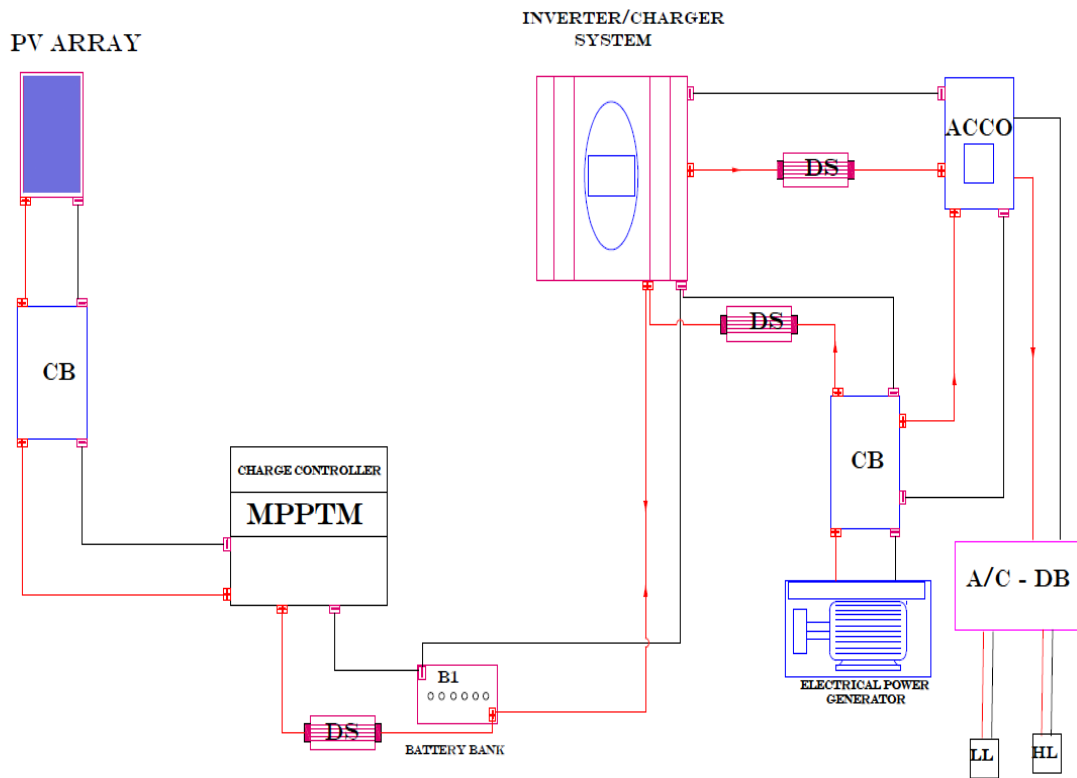 INVERTER/CHARGER
SYSTEM
PV ARRAY
ACCO
DS
DS
CB
CB
CHARGE CONTROLLER
MPPTM
A/C - DB
B1
ELECTRICAL POWER
GENERATOR
DS
BATTERY BANK
LL
HL